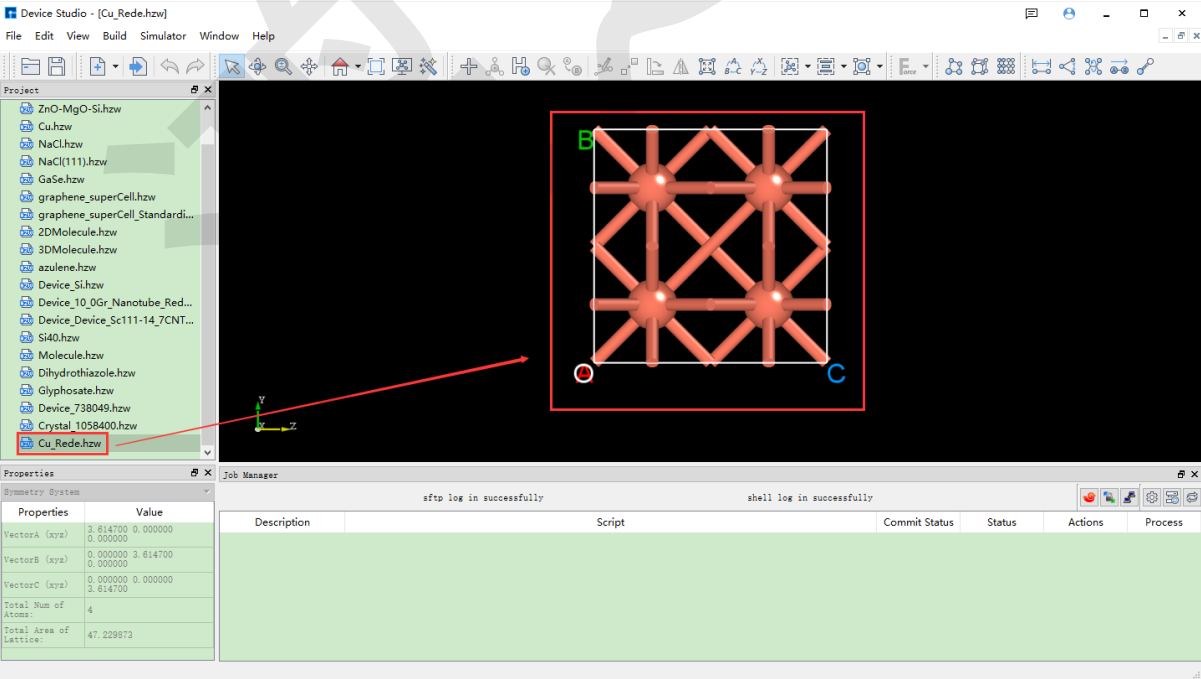 Device Studio - [Cu_Rede.hzw]
File Edit View Build Simulator Window Help
Project
ZnO-MgO-Si.hzw
Cu.hzw
NaCl.hzw
NaCl(111).hzw
GaSe.hzw
graphene_superCell.hzw
graphene_superCell_Standardi...
2DMolecule.hzw
3DMolecule.hzw
azulene.hzw
Device_Si.hzw
Device_10_0Gr_Nanotube_Red...
Device_Device_Sc111-14_7CNT...
Si40.hzw
Molecule.hzw
Dihydrothiazole.hzw
Glyphosate.hzw
Device_738049.hzw
Crystal_1058400.hzw
Cu_Rede.hzw
B
A
C
Y
Z
Properties
Symmetry System
Properties Value
VectorA (xyz) 3.614700 0.000000
0.000000
VectorB (xyz) 0.000000 3.614700
0.000000
VectorC (xyz) 0.000000 0.000000
3.614700
Total Num of
Atoms: 4
Total Area of
Lattice: 47.229873
Job Manager
sftp log in successfully shell log in successfully
Description Script Commit Status Status Actions Process